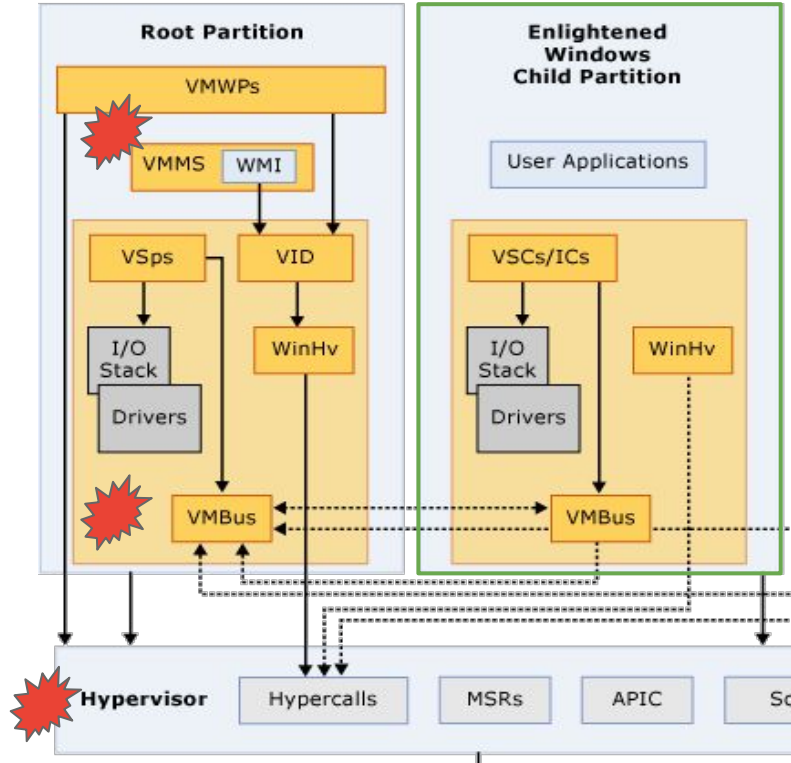 Root Partition
VMWPs
VMMS
WMI
VSps
VID
I/O
Stack
WinHv
Drivers
VMBus
Enlightened
Windows
Child Partition
User Applications
VSCs/ICs
I/O
Stack
WinHv
Drivers
VMBus
Hypervisor
Hypercalls
MSRs
APIC
Sc